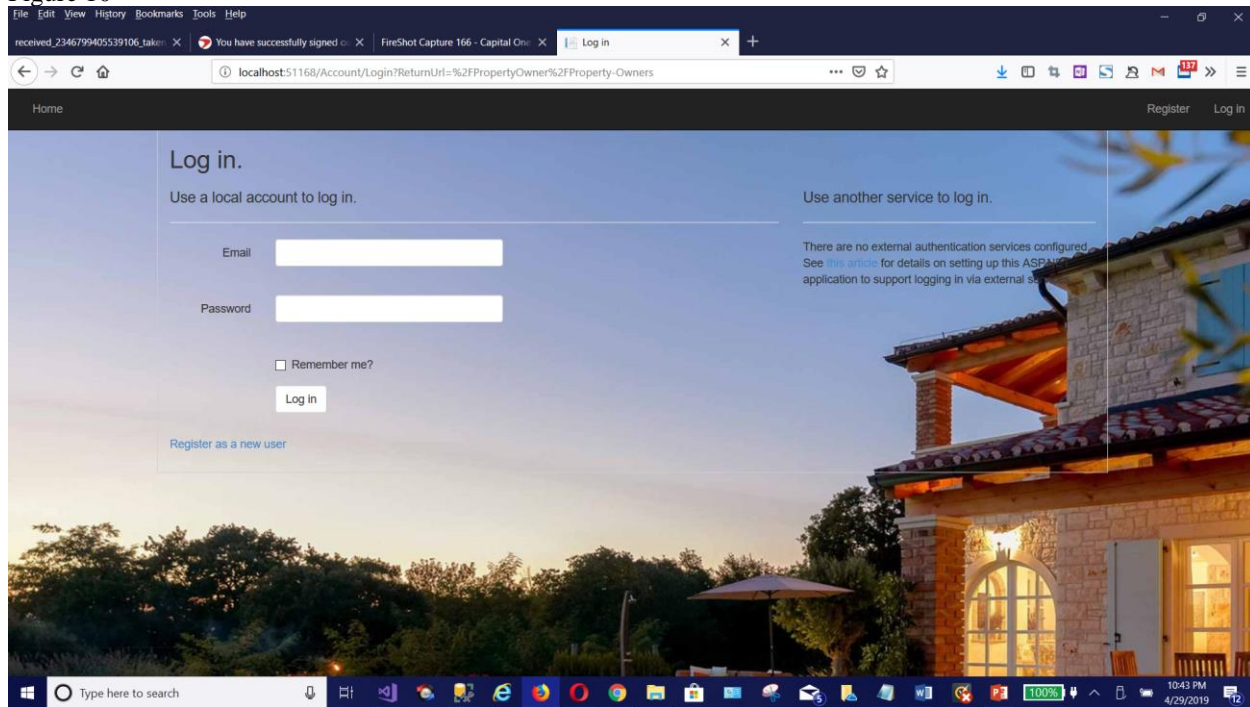 File Edit View History Bookmarks Tools Help
received_2346799405539106_taken You have successfully signed o FireShot Capture 166 - Capital One Log in
localhost:51168/Account/Login?ReturnUrl=%2FPropertyOwner%2FProperty-Owners
137
Home Register Log in
Log in.
Use a local account to log in.
Use another service to log in.
Email
There are no external authentication services configured.
See this article for details on setting up this
application to support logging in via external
Password
Remember me?
Log in
Register as a new user
Type here to search
100%
10:43 PM
4/29/2019
12